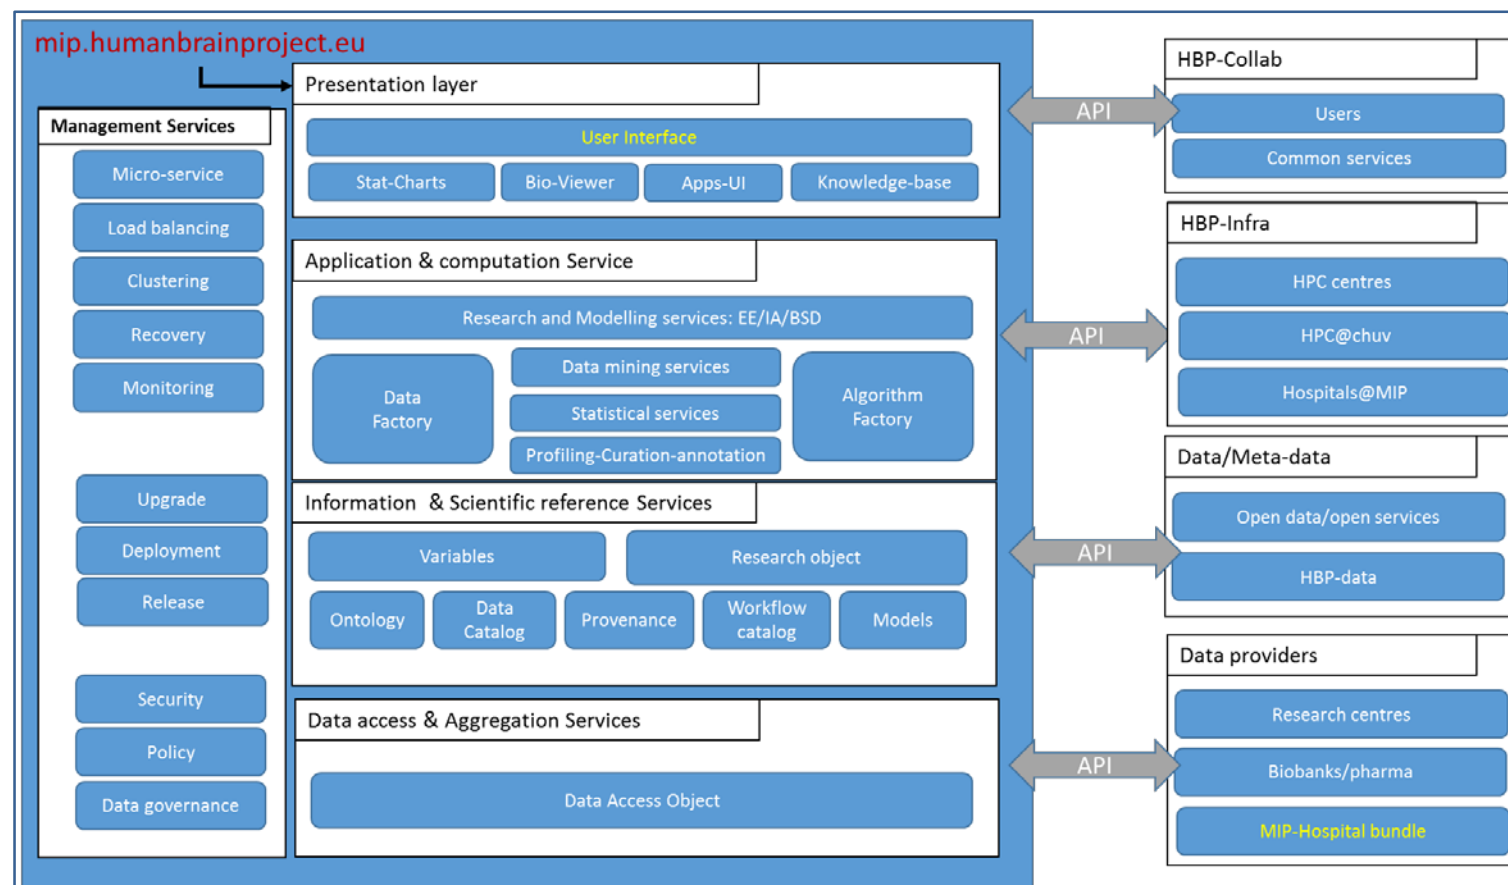 mip.humanbrainproject.eu
Management Services
Micro-service
Load balancing
Clustering
Recovery
Monitoring
Upgrade
Deployment
Release
Security
Policy
Data governance
Presentation layer
User Interface
Stat-Charts
Bio-Viewer
Apps-UI
Knowledge-base
Application & computation Service
Research and Modelling services: EE/IA/BSD
Data
Factory
Data mining services
Statistical services
Profiling-Curation-annotation
Algorithm
Factory
Information & Scientific reference Services
Variables
Research object
Ontology
Data
Catalog
Provenance
Workflow
catalog
Models
Data access & Aggregation Services
Data Access Object
API
API
API
API
HBP-Collab
Users
Common services
HBP-Infra
HPC centres
HPC@chuv
Hospitals@MIP
Data/Meta-data
Open data/open services
HBP-data
Data providers
Research centres
Biobanks/pharma
MIP-Hospital bundle